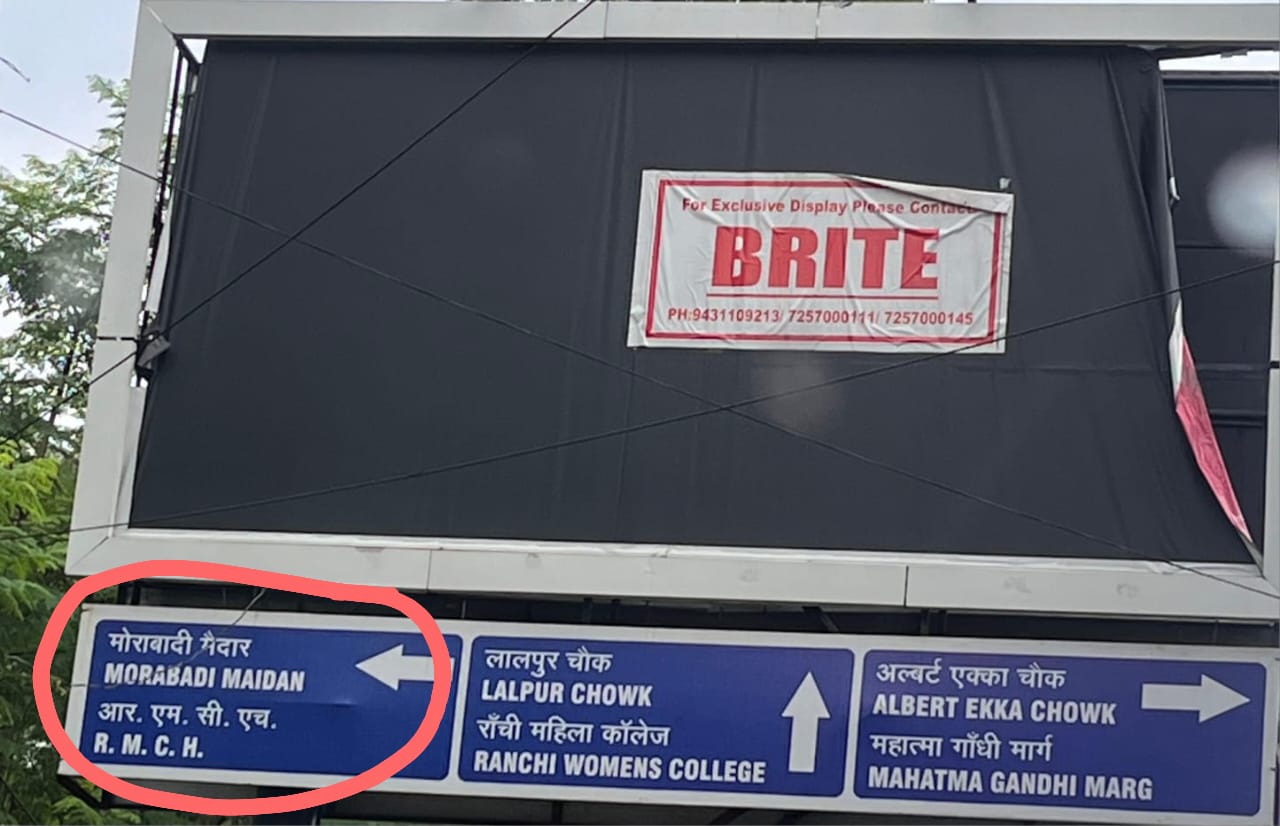 For Exclusive Display Please Contact:
BRITE
PH:9431109213/ 7257000111/ 7257000145
मोराबादी मैदार
MORABADI MAIDAN
आर. एम. सी. एच.
R. M. C. H.
लालपुर चौक
LALPUR CHOWK
राँची महिला कॉलेज
RANCHI WOMENS COLLEGE
अल्बर्ट एक्का चौक
ALBERT EKKA CHOWK
महात्मा गाँधी मार्ग
MAHATMA GANDHI MARG